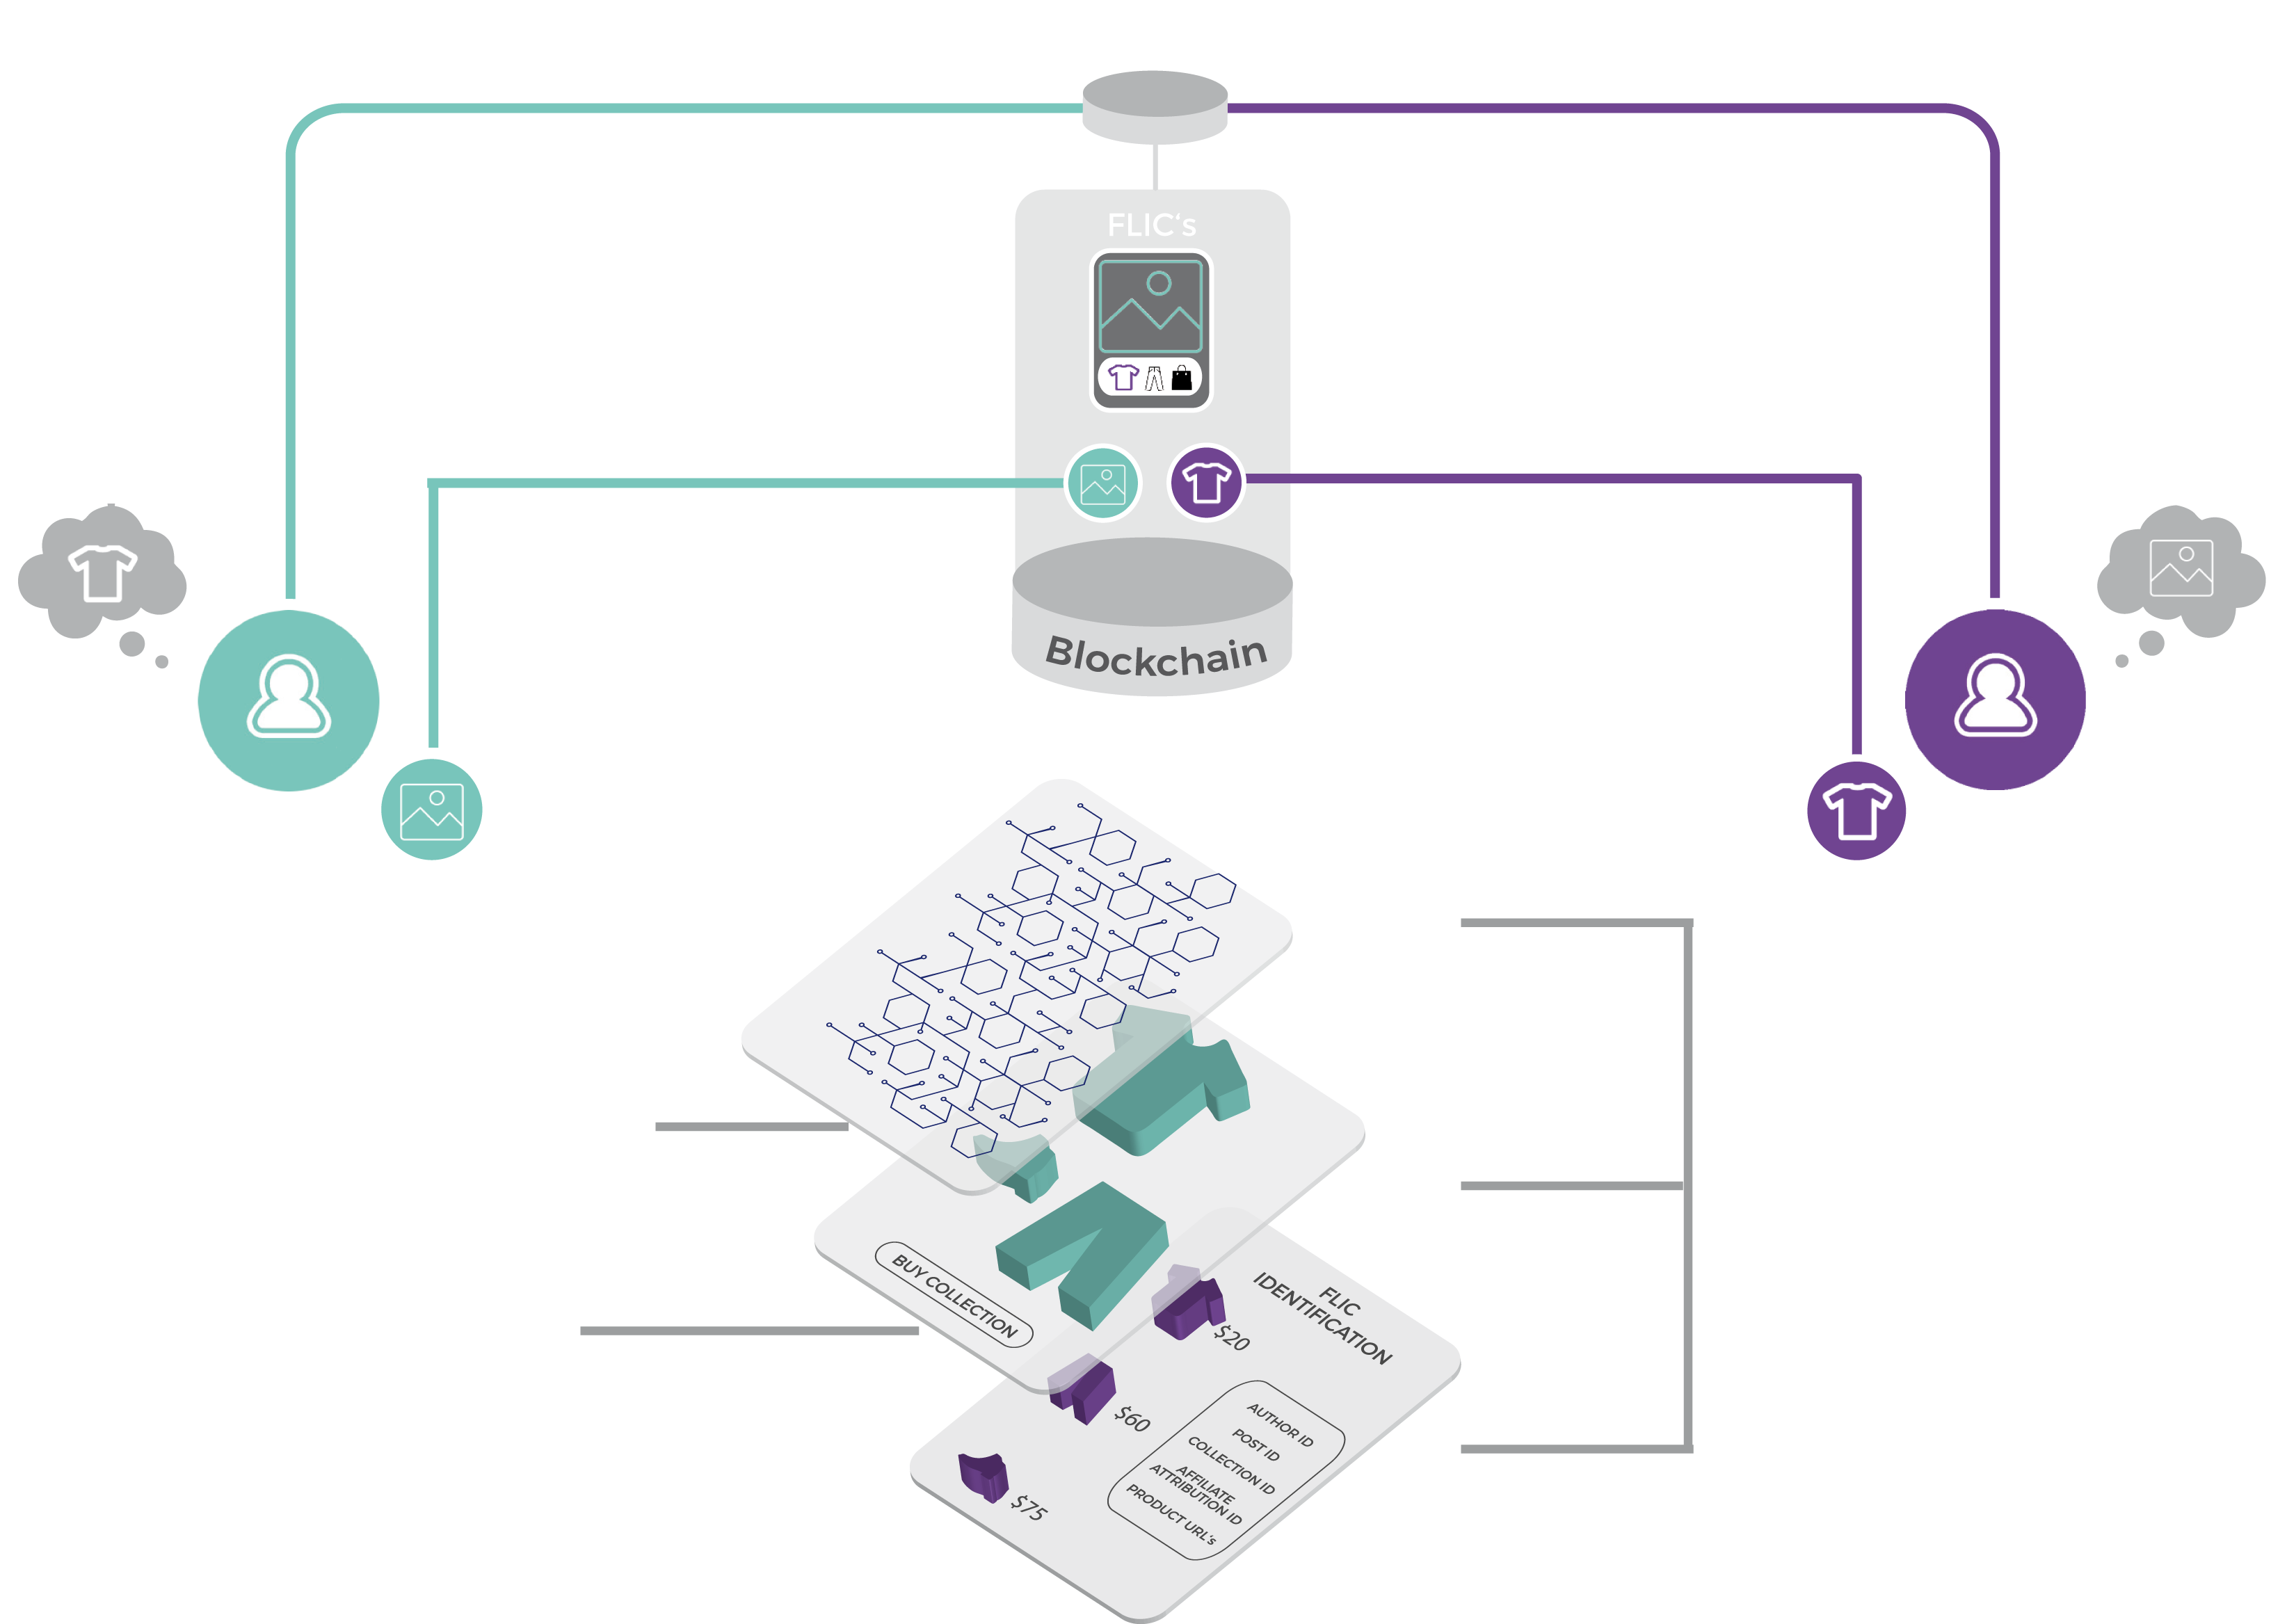 FLIC‘s
Blockchain
BUY COLLECTION
FLIC
IDENTIFICATION
$20
$60
$75
AUTHOR ID
POST ID
COLLECTION ID
AFFILIATE
ATTRIBUTION ID
PRODUCT URL‘s